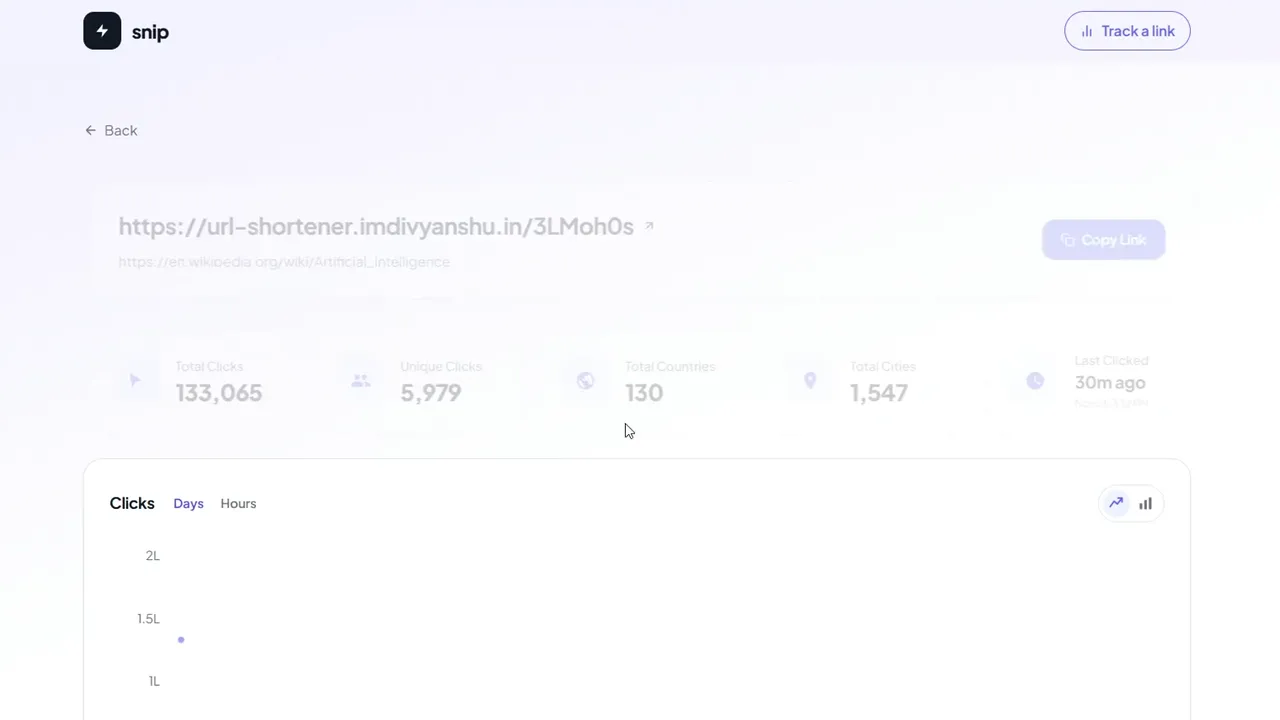 snip
Track a link
Back
https://url-shortener.imdivyanshu.in/3LMoh0s
https://en.wikipedia.org/wiki/Artificial_intelligence
Copy Link
Total Clicks
133,065
Unique Clicks
5,979
Total Countries
130
Total Cities
1,547
Last Clicked
30m ago
Clicks Days Hours
2L
1.5L
1L